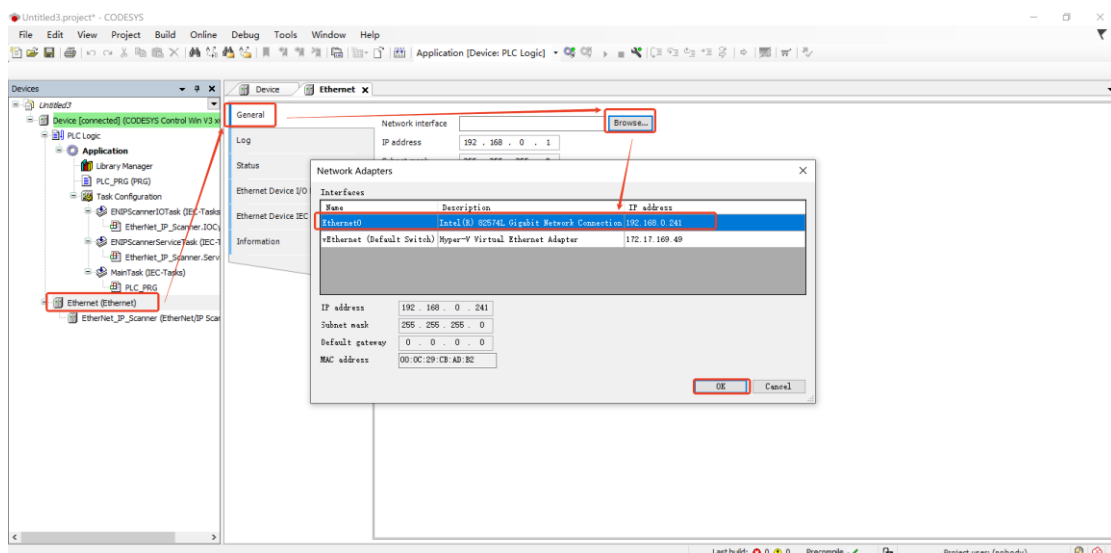 Untitled3.project* - CODESYS
File Edit View Project Build Online Debug Tools Window Help
Application [Device: PLC Logic]
Devices
Device
Ethernet
Untitled3
Device [connected] (CODESYS Control Win V3 x
PLC Logic
Application
Library Manager
PLC_PRG (PRG)
Task Configuration
ENIPScannerIOTask (IEC-Tasks
EtherNet_IP_Scanner.IOCy
ENIPScannerServiceTask (IEC-T
EtherNet_IP_Scanner.Serv
MainTask (IEC-Tasks)
PLC_PRG
Ethernet (Ethernet)
EtherNet_IP_Scanner (EtherNet/IP Scan
General
Log
Status
Ethernet Device I/O
Ethernet Device IEC
Information
Network interface
Browse...
IP address 192 . 168 . 0 . 1
Network Adapters
Interfaces
Name Description IP address
Ethernet0 Intel(R) 82574L Gigabit Network Connection 192.168.0.241
vEthernet (Default Switch) Hyper-V Virtual Ethernet Adapter 172.17.169.49
IP address 192 . 168 . 0 . 241
Subnet mask 255 . 255 . 255 . 0
Default gateway 0 . 0 . 0 . 0
MAC address 00:0C:29:CB:AD:B2
OK Cancel
Last build: 0 0 Precompile Project user: (nobody)